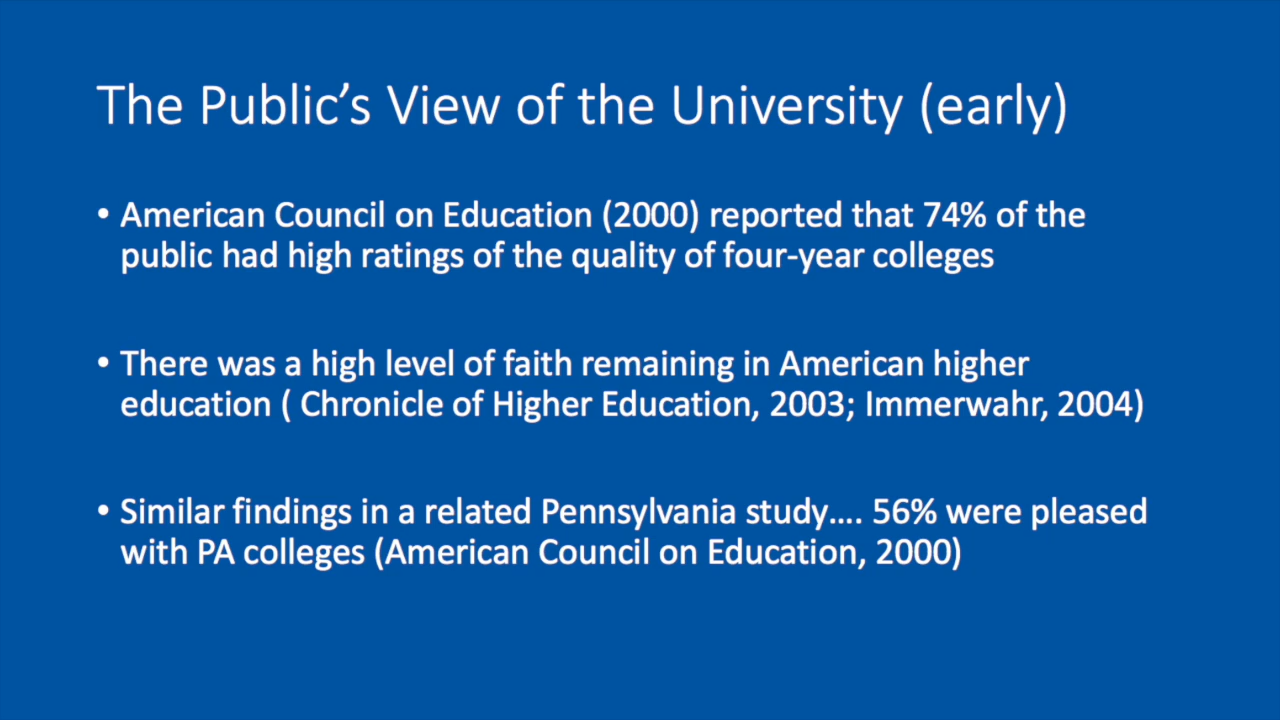 The Public’s View of the University (early)
• American Council on Education (2000) reported that 74% of the
public had high ratings of the quality of four-year colleges
• There was a high level of faith remaining in American higher
education ( Chronicle of Higher Education, 2003; Immerwahr, 2004)
• Similar findings in a related Pennsylvania study…. 56% were pleased
with PA colleges (American Council on Education, 2000)